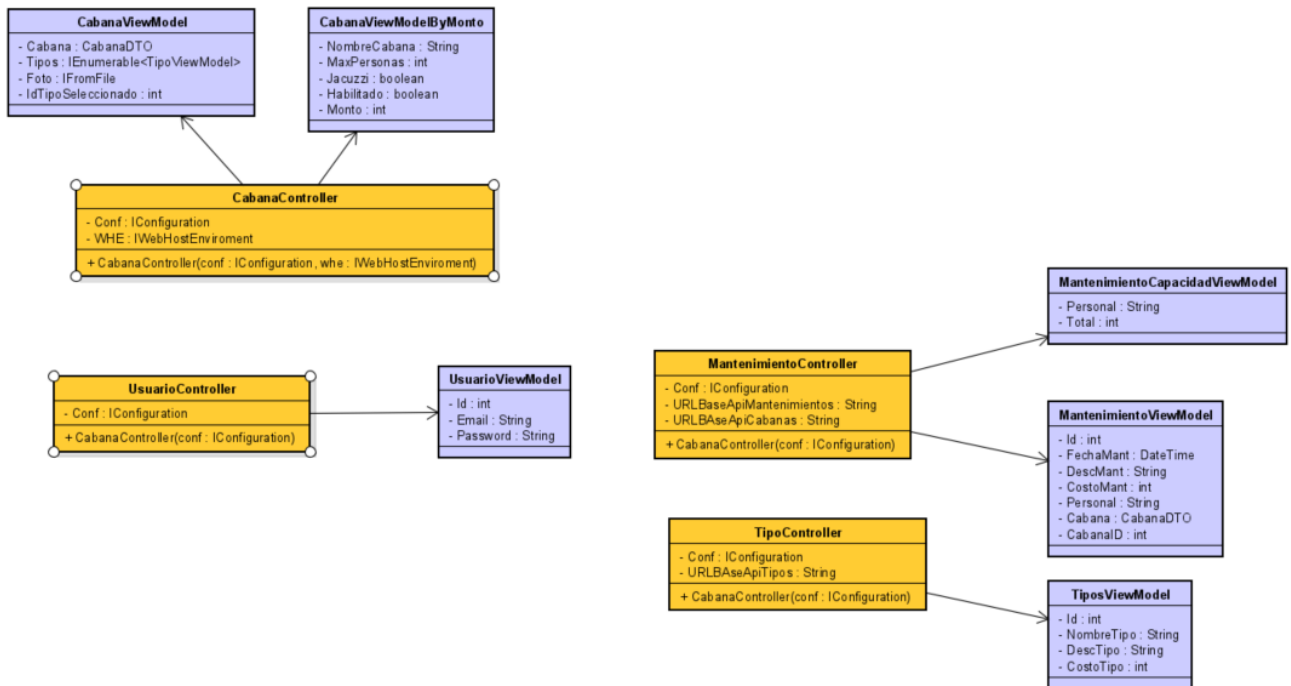 CabanaViewModel
- Cabana : CabanaDTO
- Tipos : IEnumerable<TipoViewModel>
- Foto : IFromFile
- IdTipoSeleccionado : int
CabanaViewModelByMonto
- NombreCabana : String
- MaxPersonas : int
- Jacuzzi : boolean
- Habilitado : boolean
- Monto : int
CabanaController
- Conf : IConfiguration
- WHE : IWebHostEnviroment
+ CabanaController(conf : IConfiguration, whe : IWebHostEnviroment)
UsuarioController
- Conf : IConfiguration
+ CabanaController(conf : IConfiguration)
UsuarioViewModel
- Id : int
- Email : String
- Password : String
MantenimientoController
- Conf : IConfiguration
- URLBaseApiMantenimientos : String
- URLBAseApiCabanas : String
+ CabanaController(conf : IConfiguration)
MantenimientoCapacidadViewModel
- Personal : String
- Total : int
MantenimientoViewModel
- Id : int
- FechaMant : DateTime
- DescMant : String
- CostoMant : int
- Personal : String
- Cabana : CabanaDTO
- CabanaID : int
TipoController
- Conf : IConfiguration
- URLBAseApiTipos : String
+ CabanaController(conf : IConfiguration)
TiposViewModel
- Id : int
- NombreTipo : String
- DescTipo : String
- CostoTipo : int